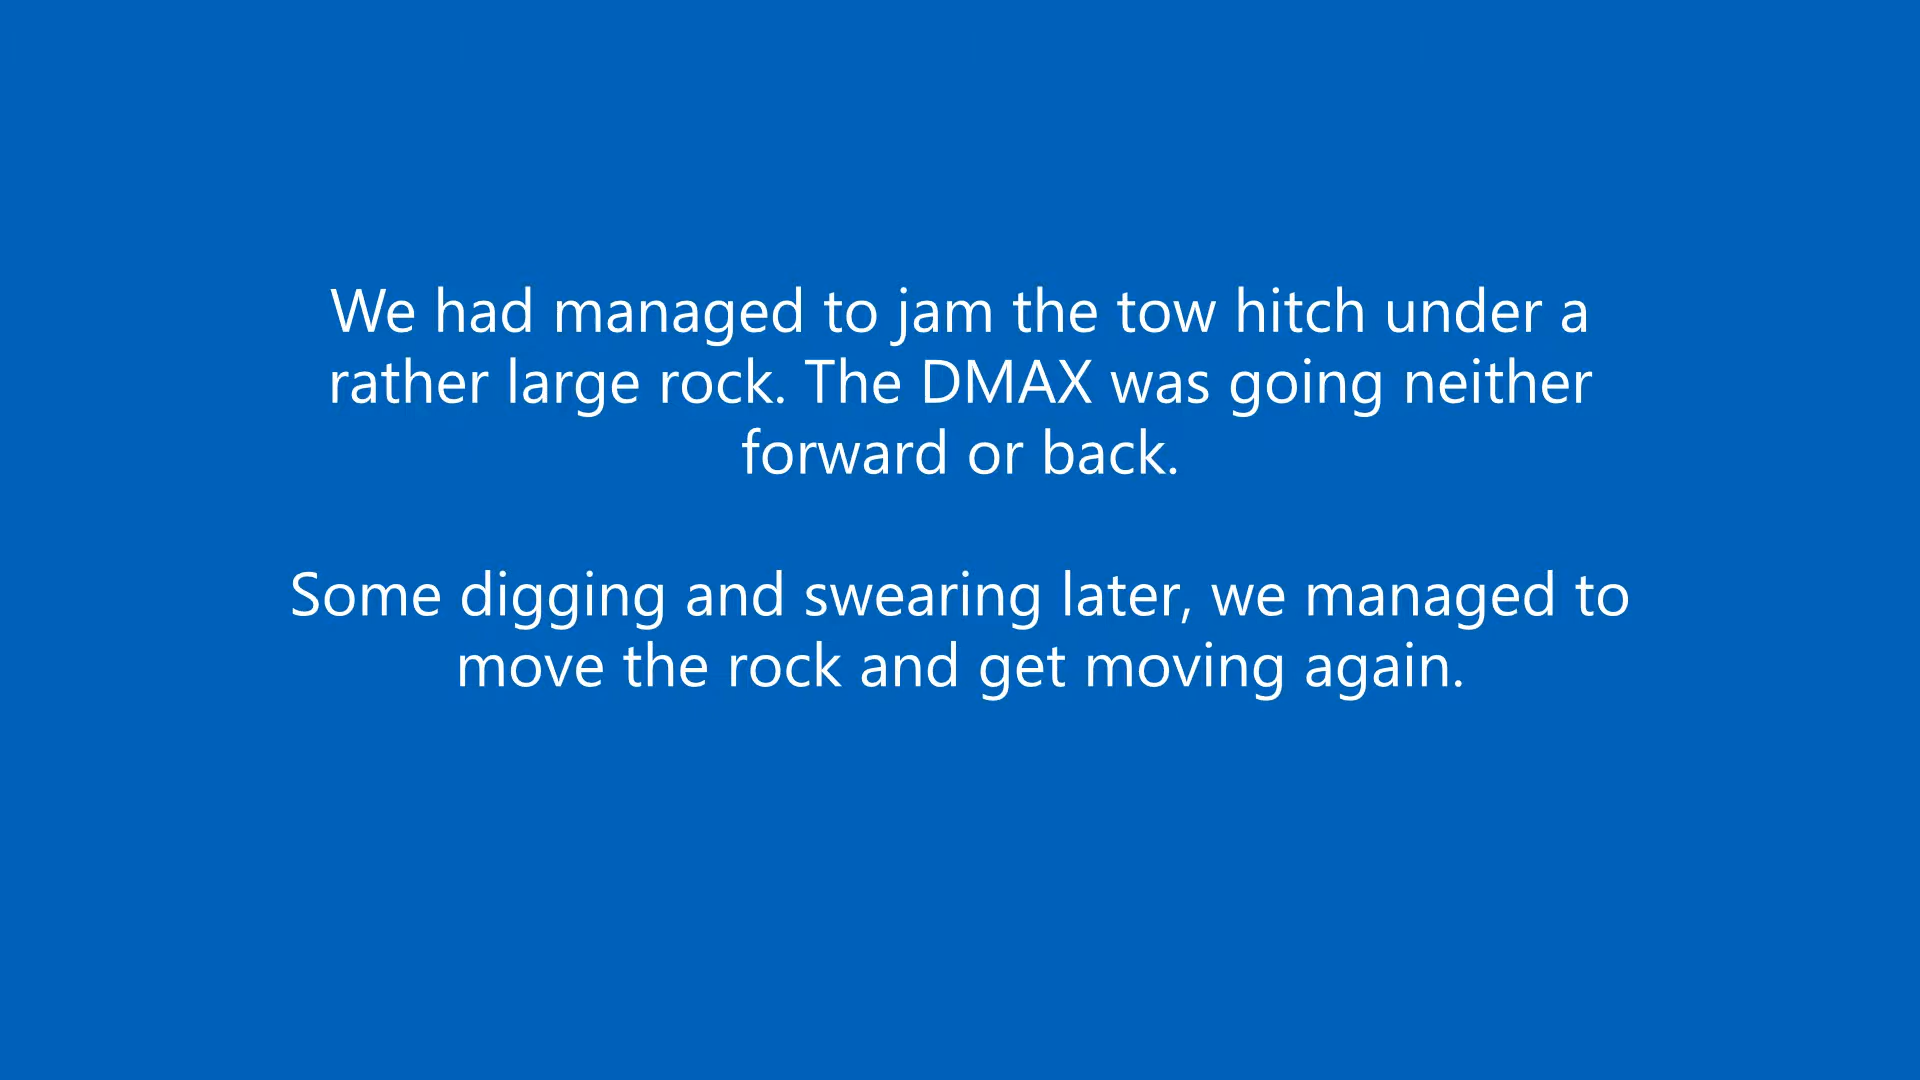 We had managed to jam the tow hitch under a
rather large rock. The DMAX was going neither
forward or back.
Some digging and swearing later, we managed to
move the rock and get moving again.